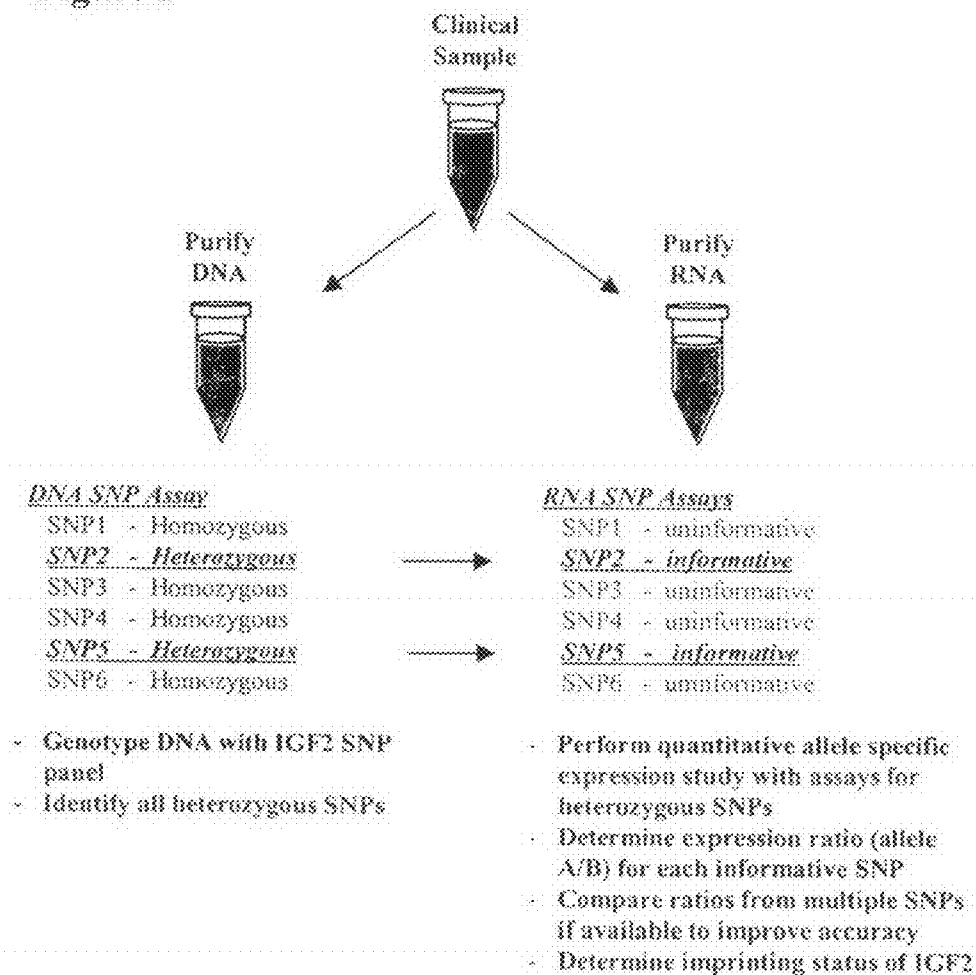 Clinical
Sample
Purify
DNA
Purify
RNA
DNA SNP Assay
SNP1 - Homozygous
SNP2 - Heterozygous
SNP3 - Homozygous
SNP4 - Homozygous
SNP5 - Heterozygous
SNP6 - Homozygous
- Genotype DNA with IGF2 SNP
panel
- Identify all heterozygous SNPs
RNA SNP Assays
SNP1 - uninformative
SNP2 - informative
SNP3 - uninformative
SNP4 - uninformative
SNP5 - informative
SNP6 - uninformative
- Perform quantitative allele specific
expression study with assays for
heterozygous SNPs
- Determine expression ratio (allele
A/B) for each informative SNP
- Compare ratios from multiple SNPs
if available to improve accuracy
- Determine imprinting status of IGF2